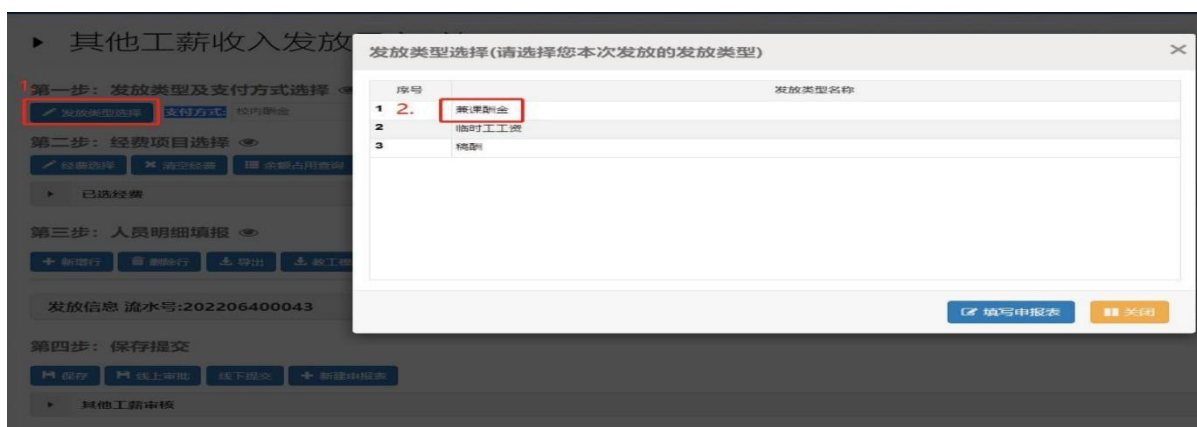 ▸ 其他工薪收入发放
发放类型选择(请选择您本次发放的发放类型) ×
1
第一步: 发放类型及支付方式选择
发放类型选择 支付方式: 校内酬金
序号 发放类型名称
1 2. 兼课酬金
2 临时工工资
3 稿酬
第二步: 经费项目选择
经费选择 清空经费 余额占用查询
已选经费
第三步: 人员明细填报
新增行 删除行 导出
发放信息 流水号:202206400043
填写申报表 关闭
第四步: 保存提交
保存 线上审批 线下提交 新建申报表
其他工薪审核